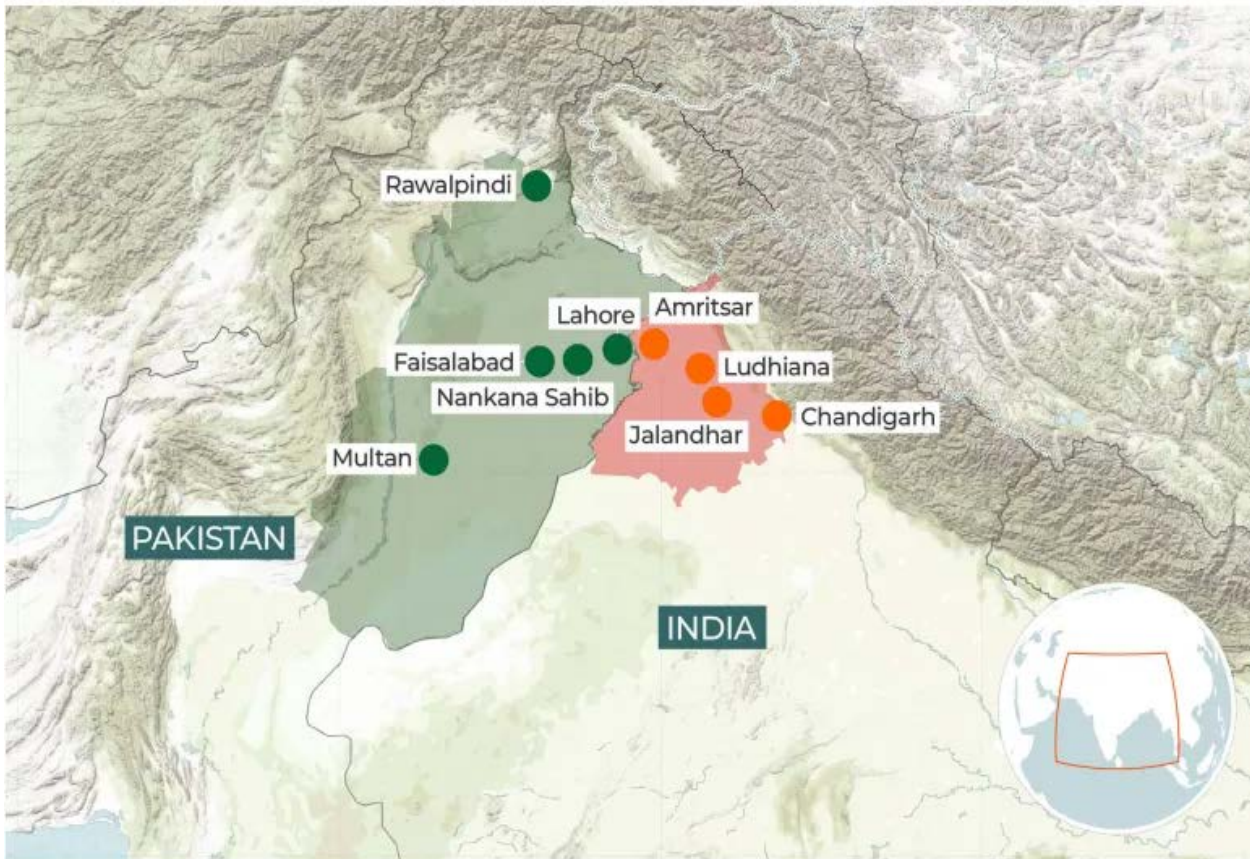 Rawalpindi
Lahore
Amritsar
Faisalabad
Ludhiana
Nankana Sahib
Chandigarh
Jalandhar
Multan
PAKISTAN
INDIA